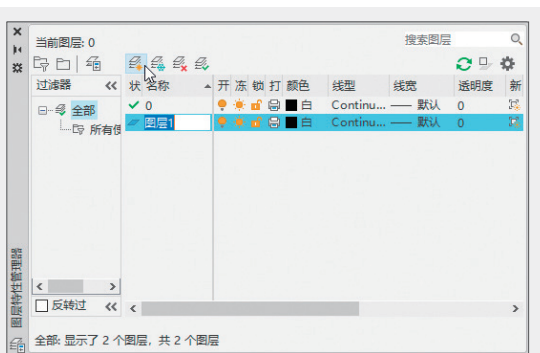 当前图层: 0
搜索图层
过滤器
状 名称 开 冻 锁 打 颜色 线型 线宽 透明度 新
全部
0 白 Continu... 默认 0
所有使
图层1 白 Continu... 默认 0
反转过
全部: 显示了 2 个图层，共 2 个图层
图层特性管理器